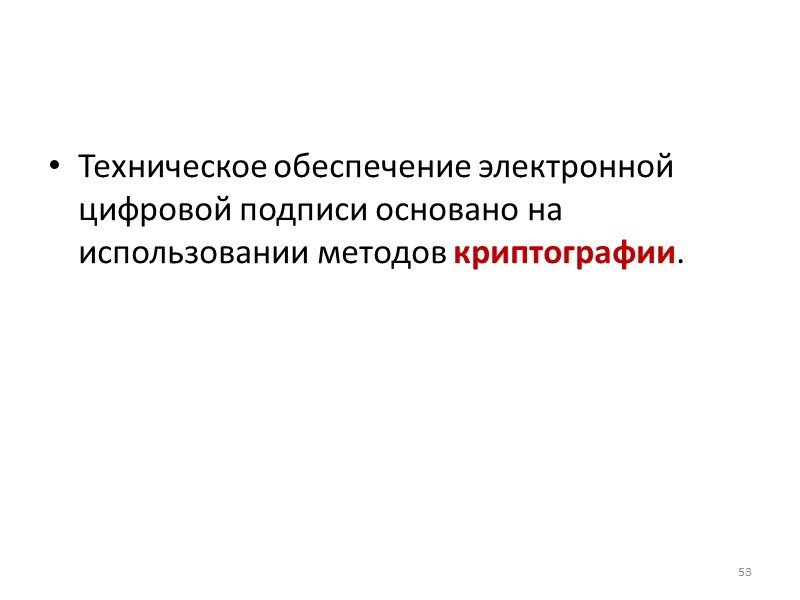 • Техническое обеспечение электронной
цифровой подписи основано на
использовании методов криптографии.
53